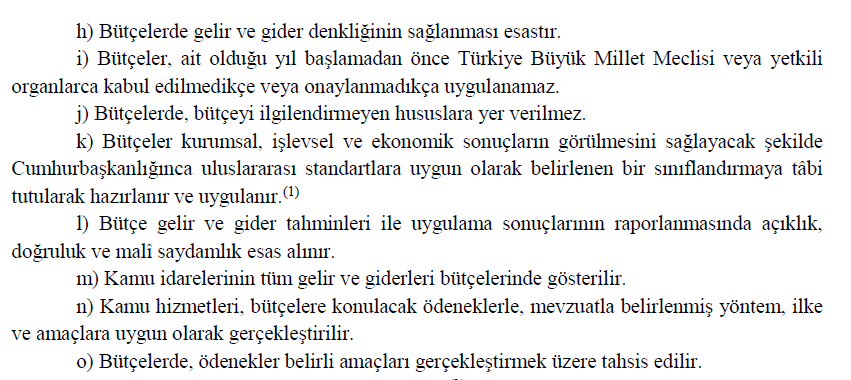 h) Bütçelerde gelir ve gider denkliğinin sağlanması esastır.
i) Bütçeler, ait olduğu yıl başlamadan önce Türkiye Büyük Millet Meclisi veya yetkili
organlarca kabul edilmedikçe veya onaylanmadıkça uygulanamaz.
j) Bütçelerde, bütçeyi ilgilendirmeyen hususlara yer verilmez.
k) Bütçeler kurumsal, işlevsel ve ekonomik sonuçların görülmesini sağlayacak şekilde
Cumhurbaşkanlığınca uluslararası standartlara uygun olarak belirlenen bir sınıflandırmaya tâbi
tutularak hazırlanır ve uygulanır.(1)
l) Bütçe gelir ve gider tahminleri ile uygulama sonuçlarının raporlanmasında açıklık,
doğruluk ve malî saydamlık esas alınır.
m) Kamu idarelerinin tüm gelir ve giderleri bütçelerinde gösterilir.
n) Kamu hizmetleri, bütçelere konulacak ödeneklerle, mevzuatla belirlenmiş yöntem, ilke
ve amaçlara uygun olarak gerçekleştirilir.
o) Bütçelerde, ödenekler belirli amaçları gerçekleştirmek üzere tahsis edilir.